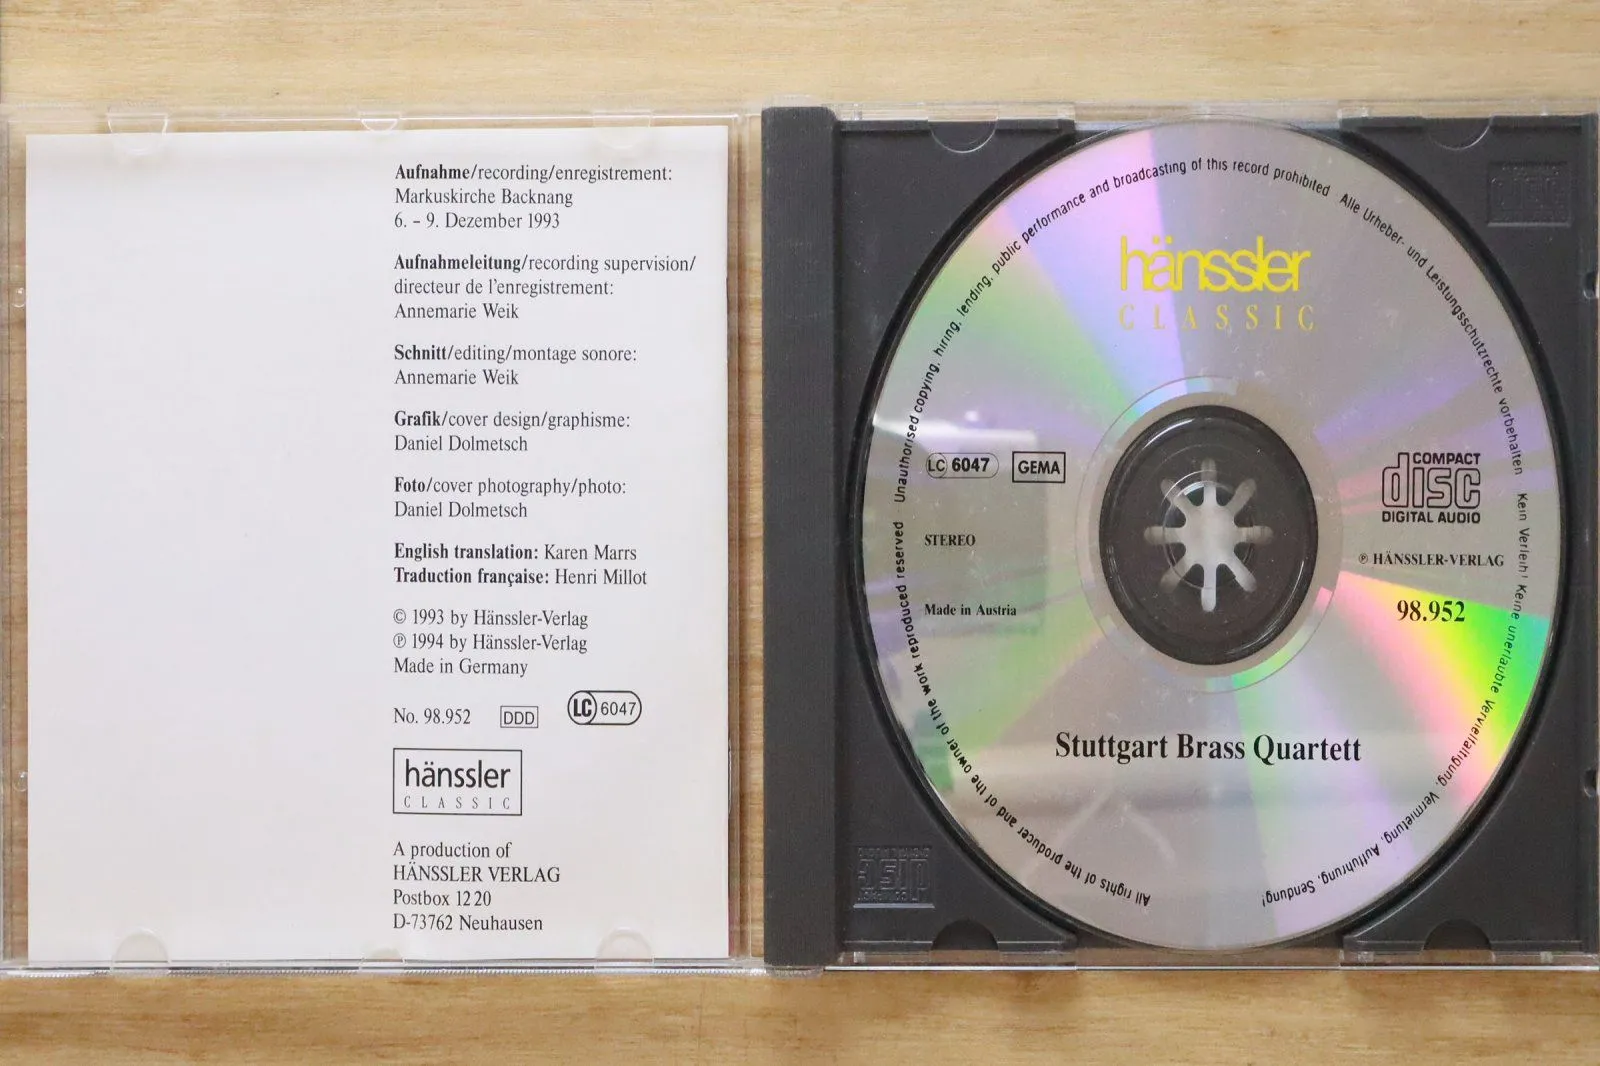 Aufnahme/recording/enregistrement:
Markuskirche Backnang
6. – 9. Dezember 1993
Aufnahmeleitung/recording supervision/
directeur de l'enregistrement:
Annemarie Weik
Schnitt/editing/montage sonore:
Annemarie Weik
Grafik/cover design/graphisme:
Daniel Dolmetsch
Foto/cover photography/photo:
Daniel Dolmetsch
English translation: Karen Marrs
Traduction française: Henri Millot
© 1993 by Hänssler-Verlag
℗ 1994 by Hänssler-Verlag
Made in Germany
No. 98.952 DDD LC 6047
hänssler
CLASSIC
A production of
HÄNSSLER VERLAG
Postbox 12 20
D-73762 Neuhausen
hänssler
CLASSIC
LC 6047 GEMA
COMPACT
disc
DIGITAL AUDIO
STEREO
℗ HÄNSSLER-VERLAG
Made in Austria
98.952
Stuttgart Brass Quartett
All rights of the producer and of the owner of the work reproduced reserved · Unauthorised copying, hiring, lending, public performance and broadcasting of this record prohibited Alle Urheber- und Leistungsschutzrechte vorbehalten Kein Verleih! Keine unerlaubte Vervielfältigung, Vermietung, Aufführung, Sendung!